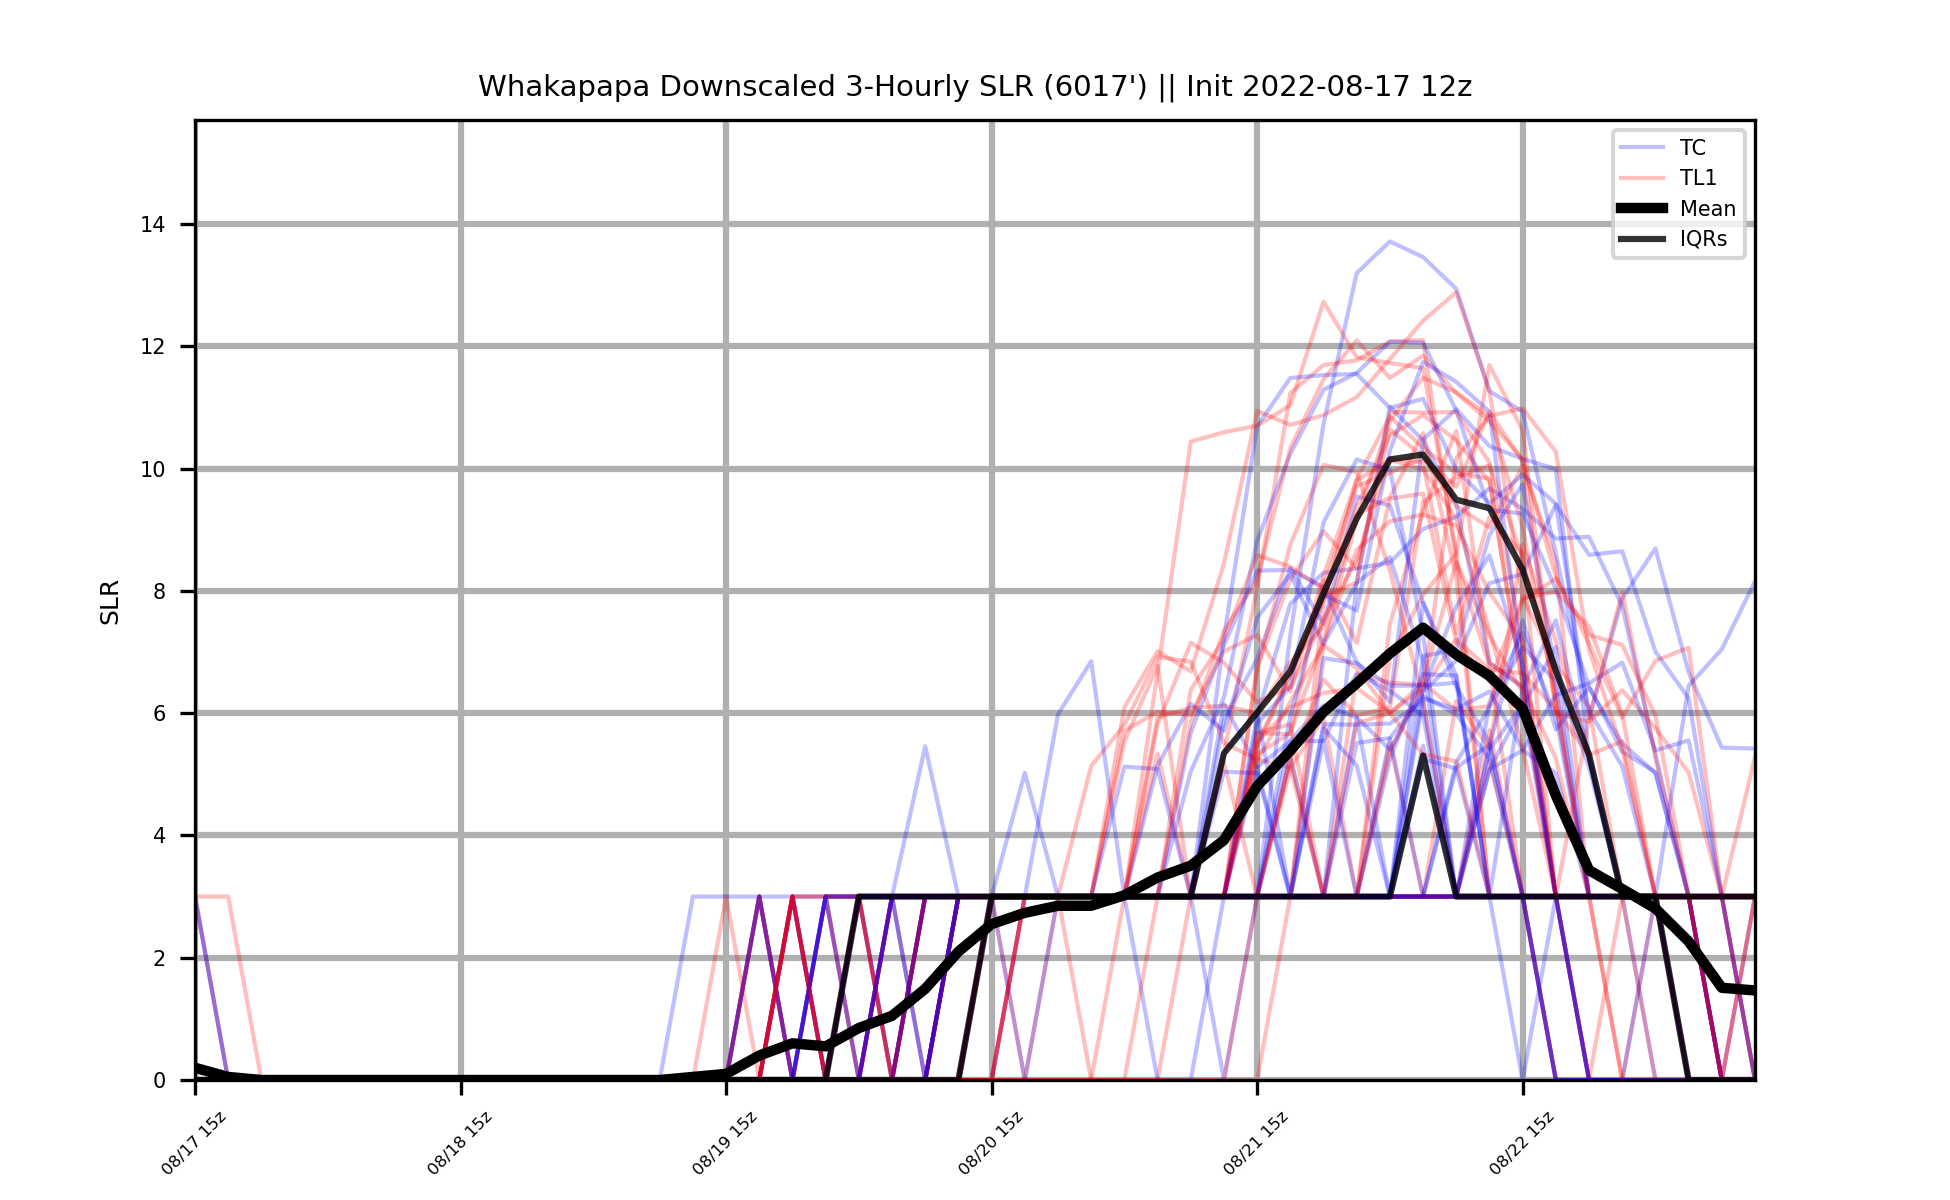 Whakapapa Downscaled 3-Hourly SLR (6017') || Init 2022-08-17 12z
TC
TL1
Mean
IQRs
SLR
14
12
10
8
6
4
2
0
08/17 15z
08/18 15z
08/19 15z
08/20 15z
08/21 15z
08/22 15z